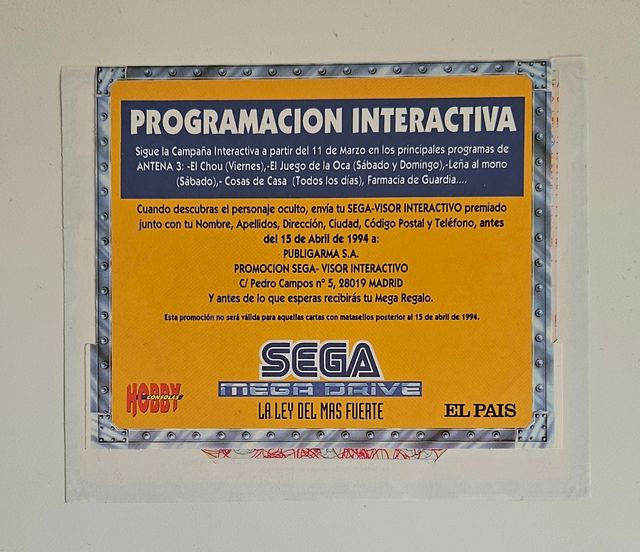 PROGRAMACION INTERACTIVA
Sigue la Campaña Interactiva a partir del 11 de Marzo en los principales programas de
ANTENA 3: -El Chou (Viernes),-El Juego de la Oca (Sábado y Domingo),-Leña al mono
(Sábado),- Cosas de Casa (Todos los días), Farmacia de Guardia....
Cuando descubras el personaje oculto, envía tu SEGA-VISOR INTERACTIVO premiado
junto con tu Nombre, Apellidos, Dirección, Ciudad, Código Postal y Teléfono, antes
del 15 de Abril de 1994 a:
PUBLIGARMA S.A.
PROMOCION SEGA- VISOR INTERACTIVO
C/ Pedro Campos nº 5, 28019 MADRID
Y antes de lo que esperas recibirás tu Mega Regalo.
Esta promoción no será válida para aquellas cartas con matasellos posterior al 15 de abril de 1994.
SEGA
MEGA DRIVE
LA LEY DEL MAS FUERTE
HOBBY
CONSOLAS
EL PAIS